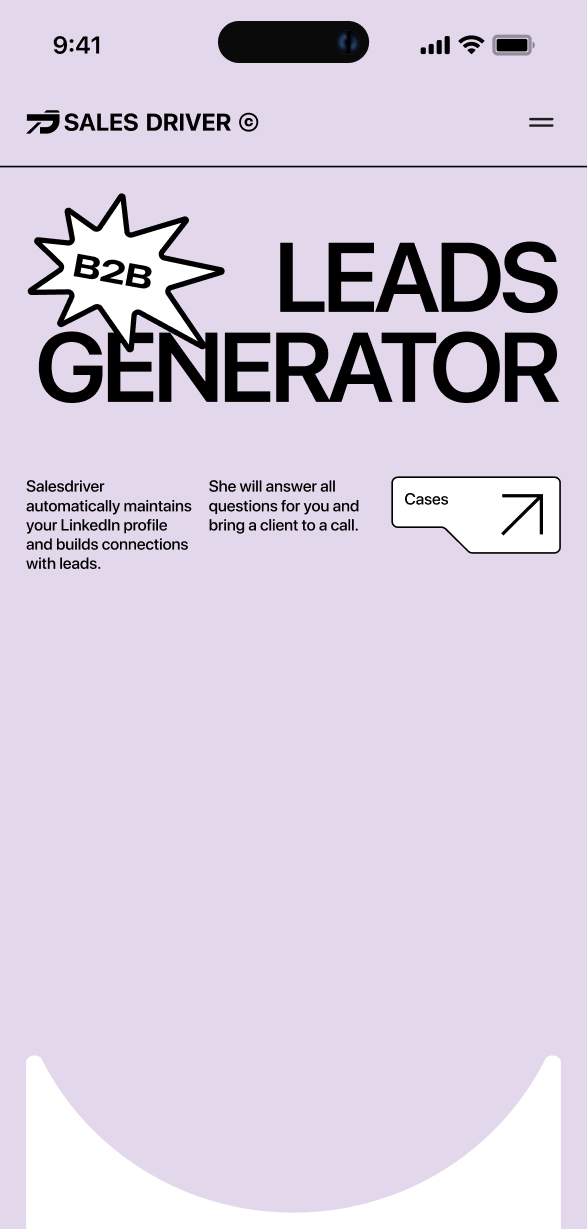 9:41
SALES DRIVER ©
B2B
LEADS
GENERATOR
Salesdriver
automatically maintains
your LinkedIn profile
and builds connections
with leads.
She will answer all
questions for you and
bring a client to a call.
Cases